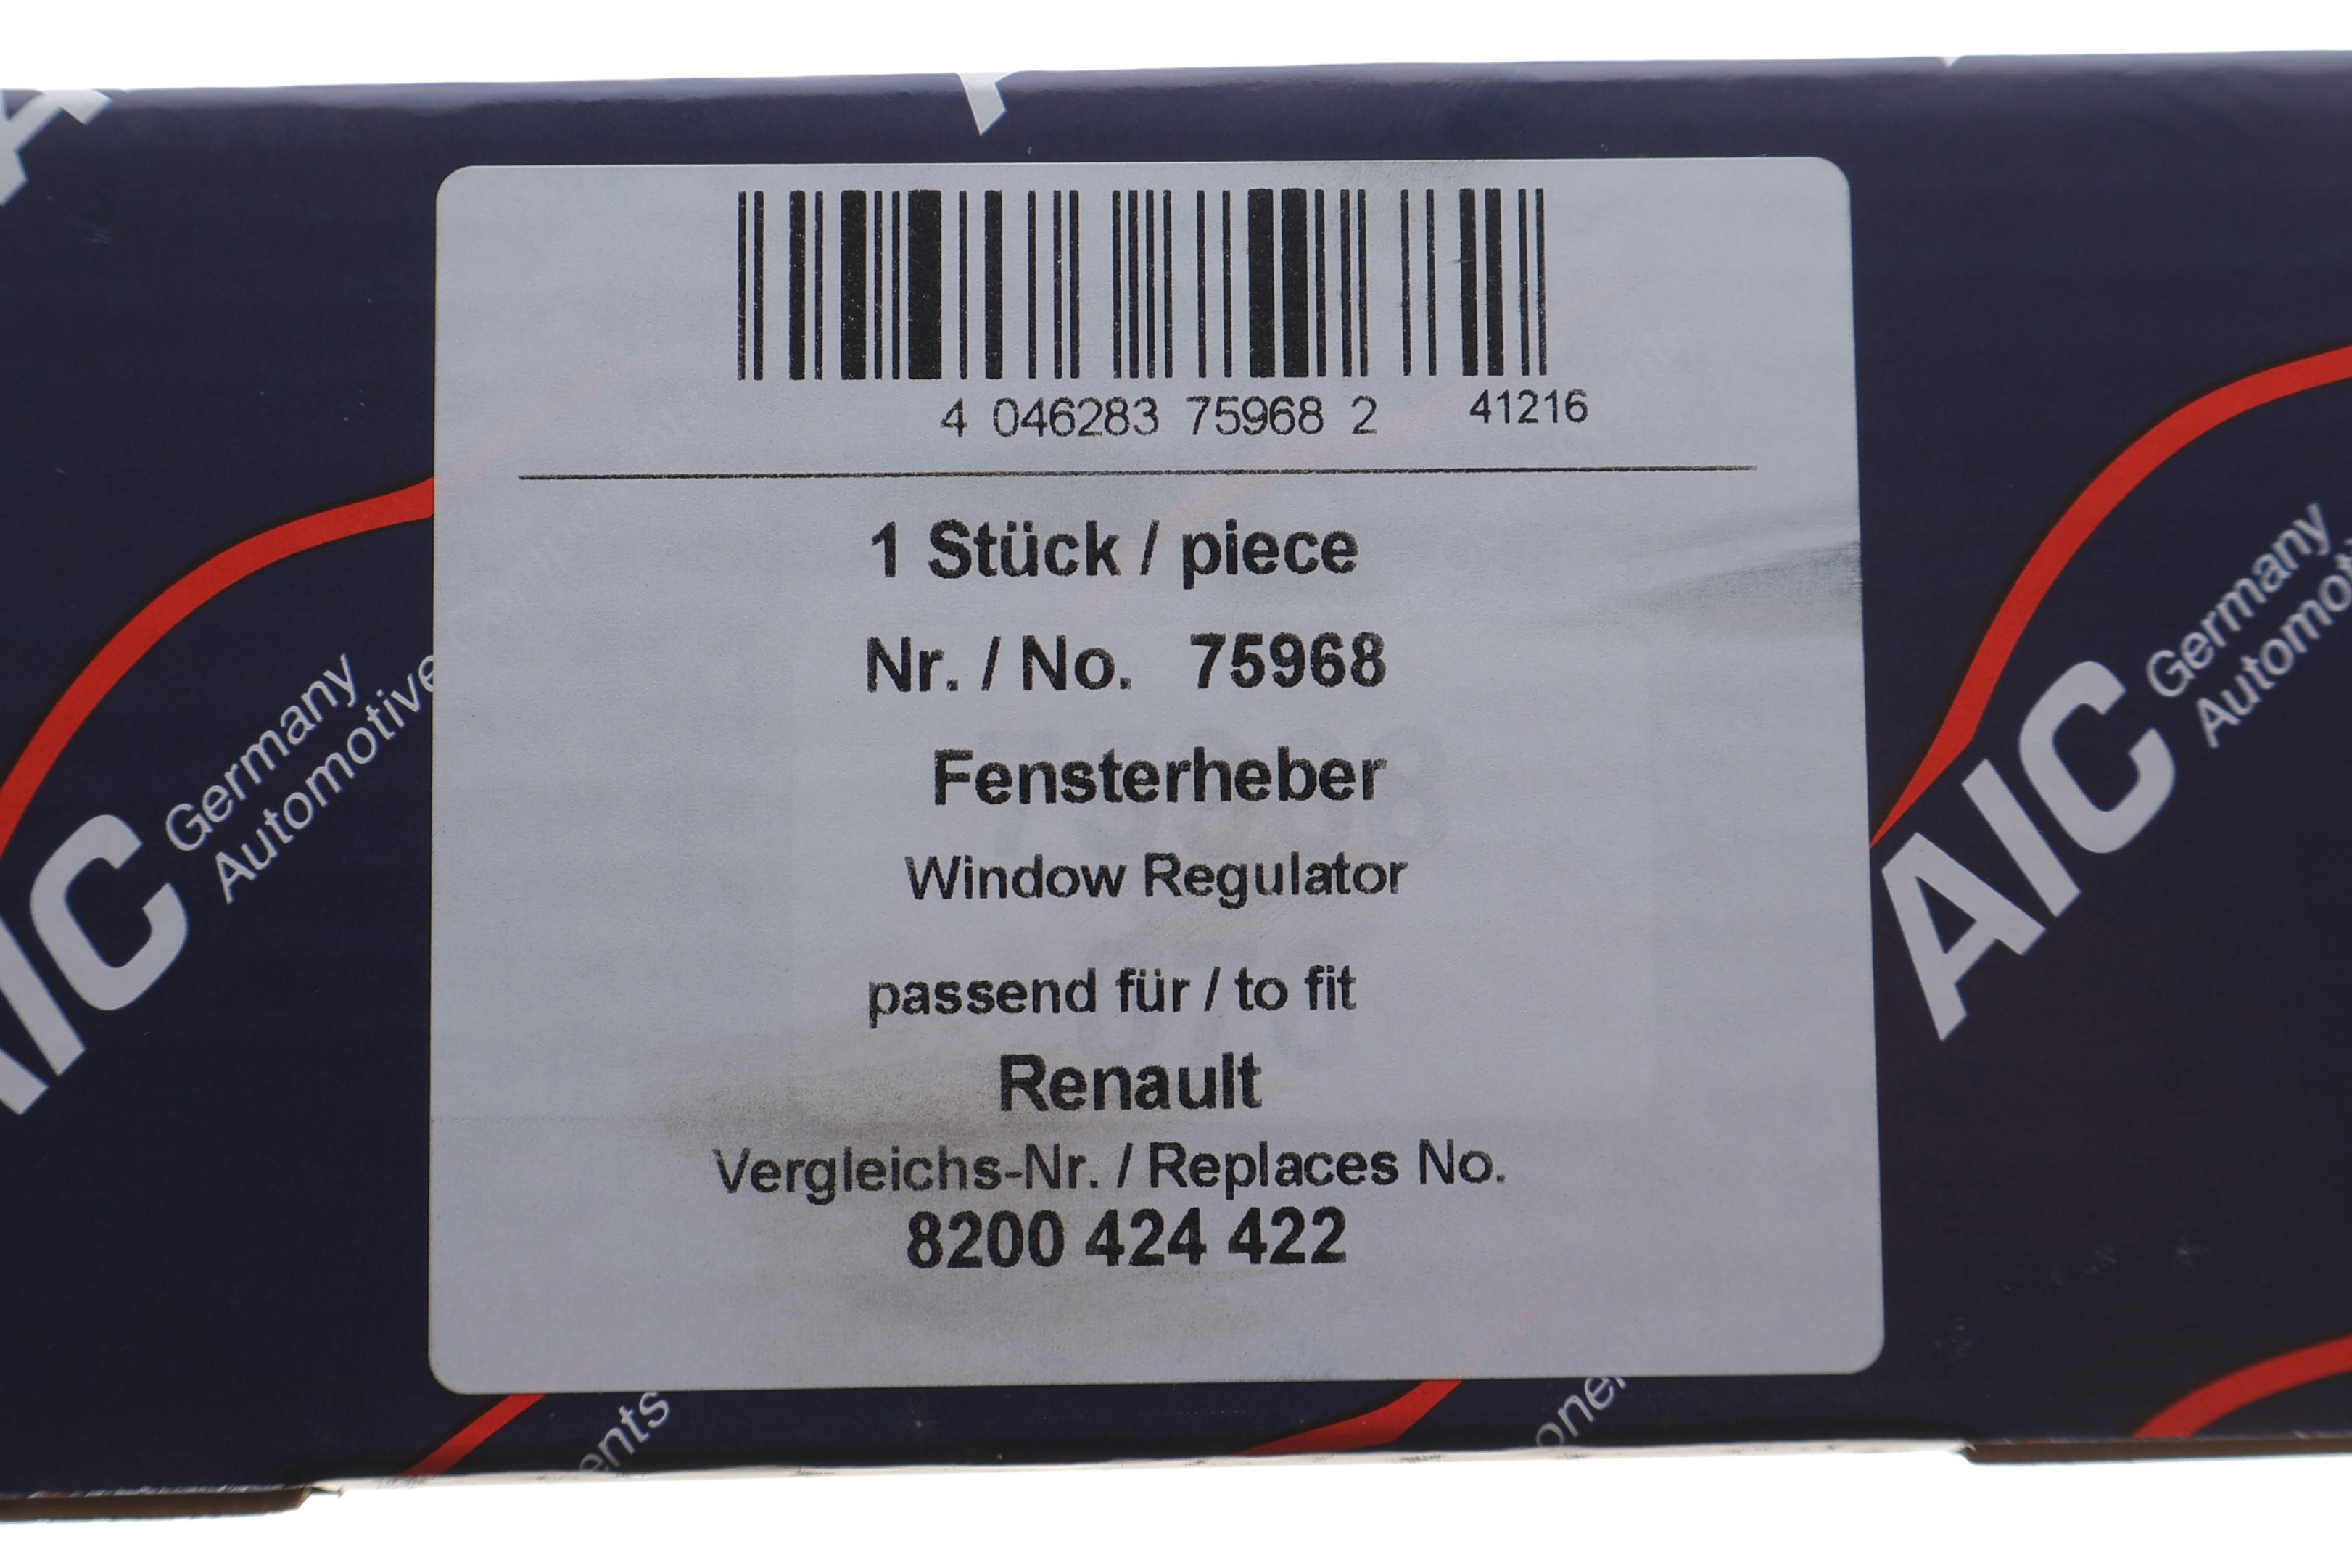 4 046283 75968 2 41216
1 Stück / piece
Nr. / No. 75968
Fensterheber
Window Regulator
passend für / to fit
Renault
Vergleichs-Nr. / Replaces No.
8200 424 422
AIC
Germany
Automotive
AIC
Germany